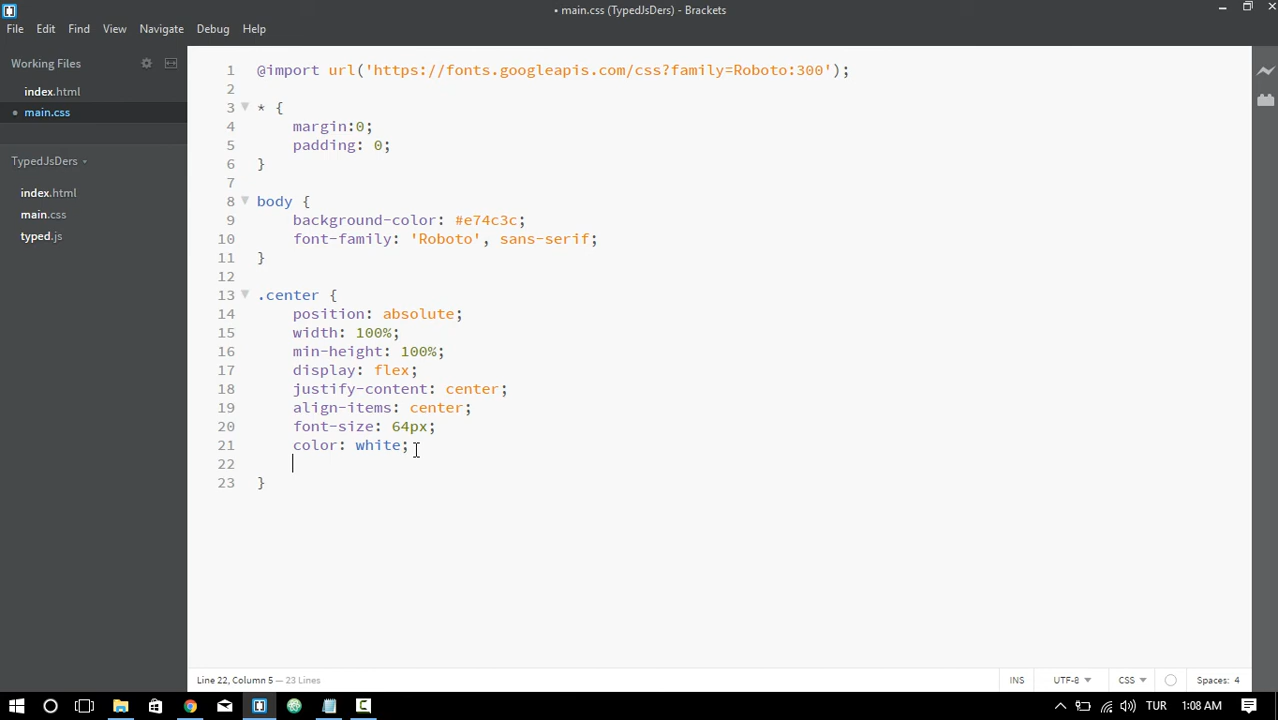 • main.css (TypedJsDers) - Brackets
File Edit Find View Navigate Debug Help
Working Files
index.html
• main.css
TypedJsDers
index.html
main.css
typed.js
1 @import url('https://fonts.googleapis.com/css?family=Roboto:300');
2
3 * {
4 margin:0;
5 padding: 0;
6 }
7
8 body {
9 background-color: #e74c3c;
10 font-family: 'Roboto', sans-serif;
11 }
12
13 .center {
14 position: absolute;
15 width: 100%;
16 min-height: 100%;
17 display: flex;
18 justify-content: center;
19 align-items: center;
20 font-size: 64px;
21 color: white;
22
23 }
Line 22, Column 5 — 23 Lines
INS UTF-8 CSS Spaces: 4
TUR 1:08 AM